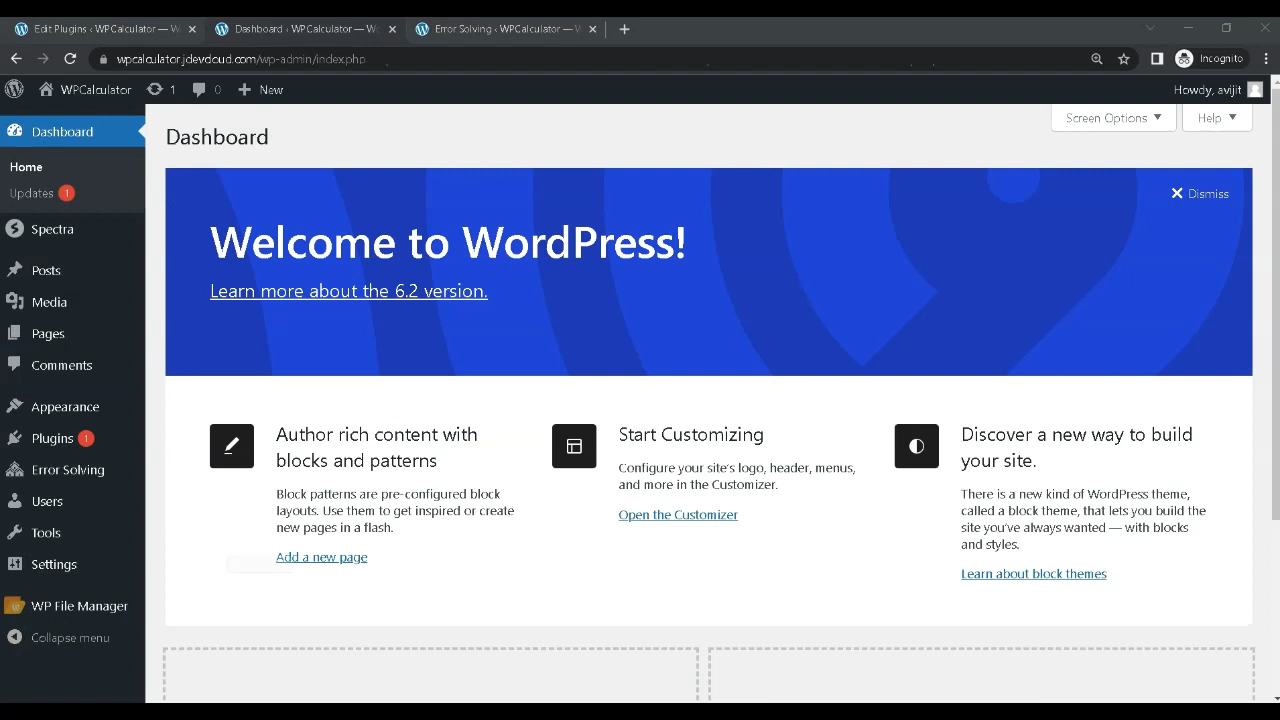 Edit Plugins ‹ WPCalculator — W
Dashboard ‹ WPCalculator — Wo
Error Solving ‹ WPCalculator — W
wpcalculator.jdevcloud.com/wp-admin/index.php
Incognito
WPCalculator
1
0
New
Howdy, avijit
Dashboard
Home
Updates 1
Spectra
Posts
Media
Pages
Comments
Appearance
Plugins 1
Error Solving
Users
Tools
Settings
WP File Manager
Collapse menu
Dashboard
Screen Options
Help
Dismiss
Welcome to WordPress!
Learn more about the 6.2 version.
Author rich content with
blocks and patterns
Block patterns are pre-configured block
layouts. Use them to get inspired or create
new pages in a flash.
Add a new page
Start Customizing
Configure your site's logo, header, menus,
and more in the Customizer.
Open the Customizer
Discover a new way to build
your site.
There is a new kind of WordPress theme,
called a block theme, that lets you build the
site you've always wanted — with blocks
and styles.
Learn about block themes